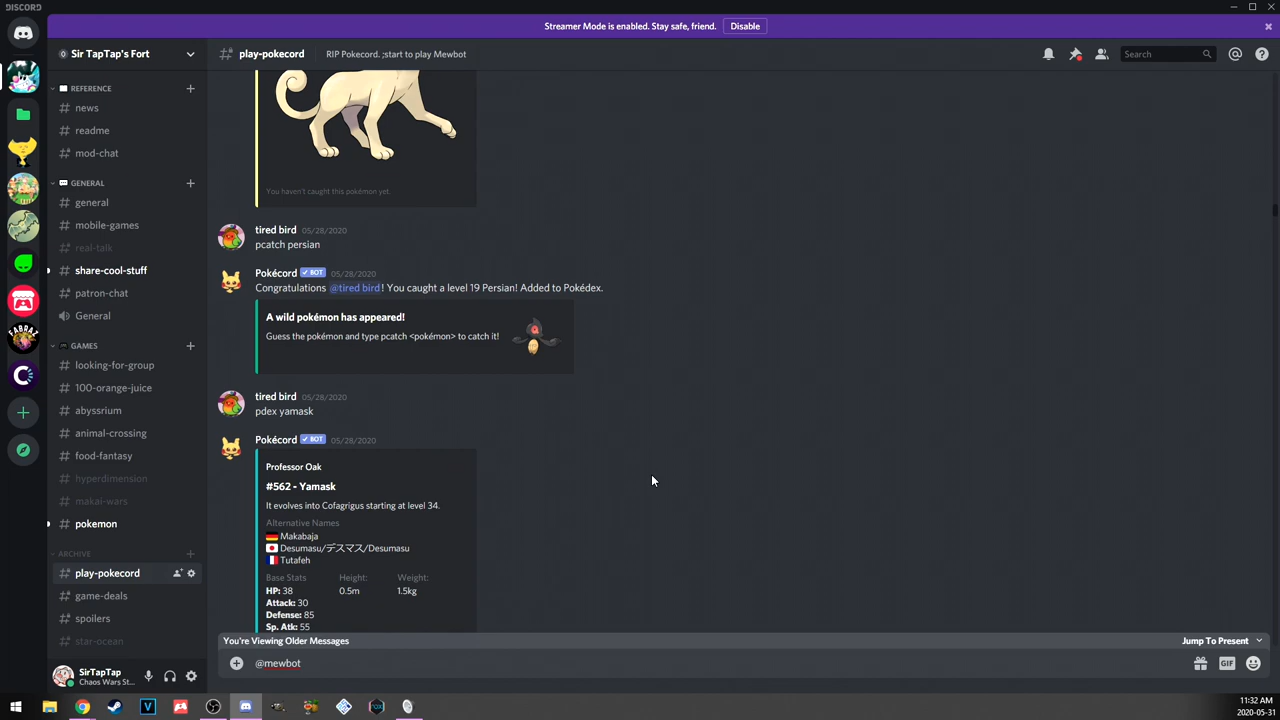 DISCORD
Streamer Mode is enabled. Stay safe, friend. Disable
Sir TapTap's Fort
play-pokecord RIP Pokecord. ;start to play Mewbot Search
REFERENCE
news
readme
mod-chat
GENERAL
general
mobile-games
real-talk
share-cool-stuff
patron-chat
General
GAMES
looking-for-group
100-orange-juice
abyssrium
animal-crossing
food-fantasy
hyperdimension
makai-wars
pokemon
ARCHIVE
play-pokecord
game-deals
spoilers
star-ocean
SirTapTap
Chaos Wars St...
You haven't caught this pokémon yet.
tired bird 05/28/2020
pcatch persian
Pokécord BOT 05/28/2020
Congratulations @tired bird! You caught a level 19 Persian! Added to Pokédex.
A wild pokémon has appeared!
Guess the pokémon and type pcatch <pokémon> to catch it!
tired bird 05/28/2020
pdex yamask
Pokécord BOT 05/28/2020
Professor Oak
#562 - Yamask
It evolves into Cofagrigus starting at level 34.
Alternative Names
Makabaja
Desumasu/デスマス/Desumasu
Tutafeh
Base Stats Height: Weight:
HP: 38 0.5m 1.5kg
Attack: 30
Defense: 85
Sp. Atk: 55
You're Viewing Older Messages Jump To Present
@mewbot
GIF
11:32 AM
2020-05-31